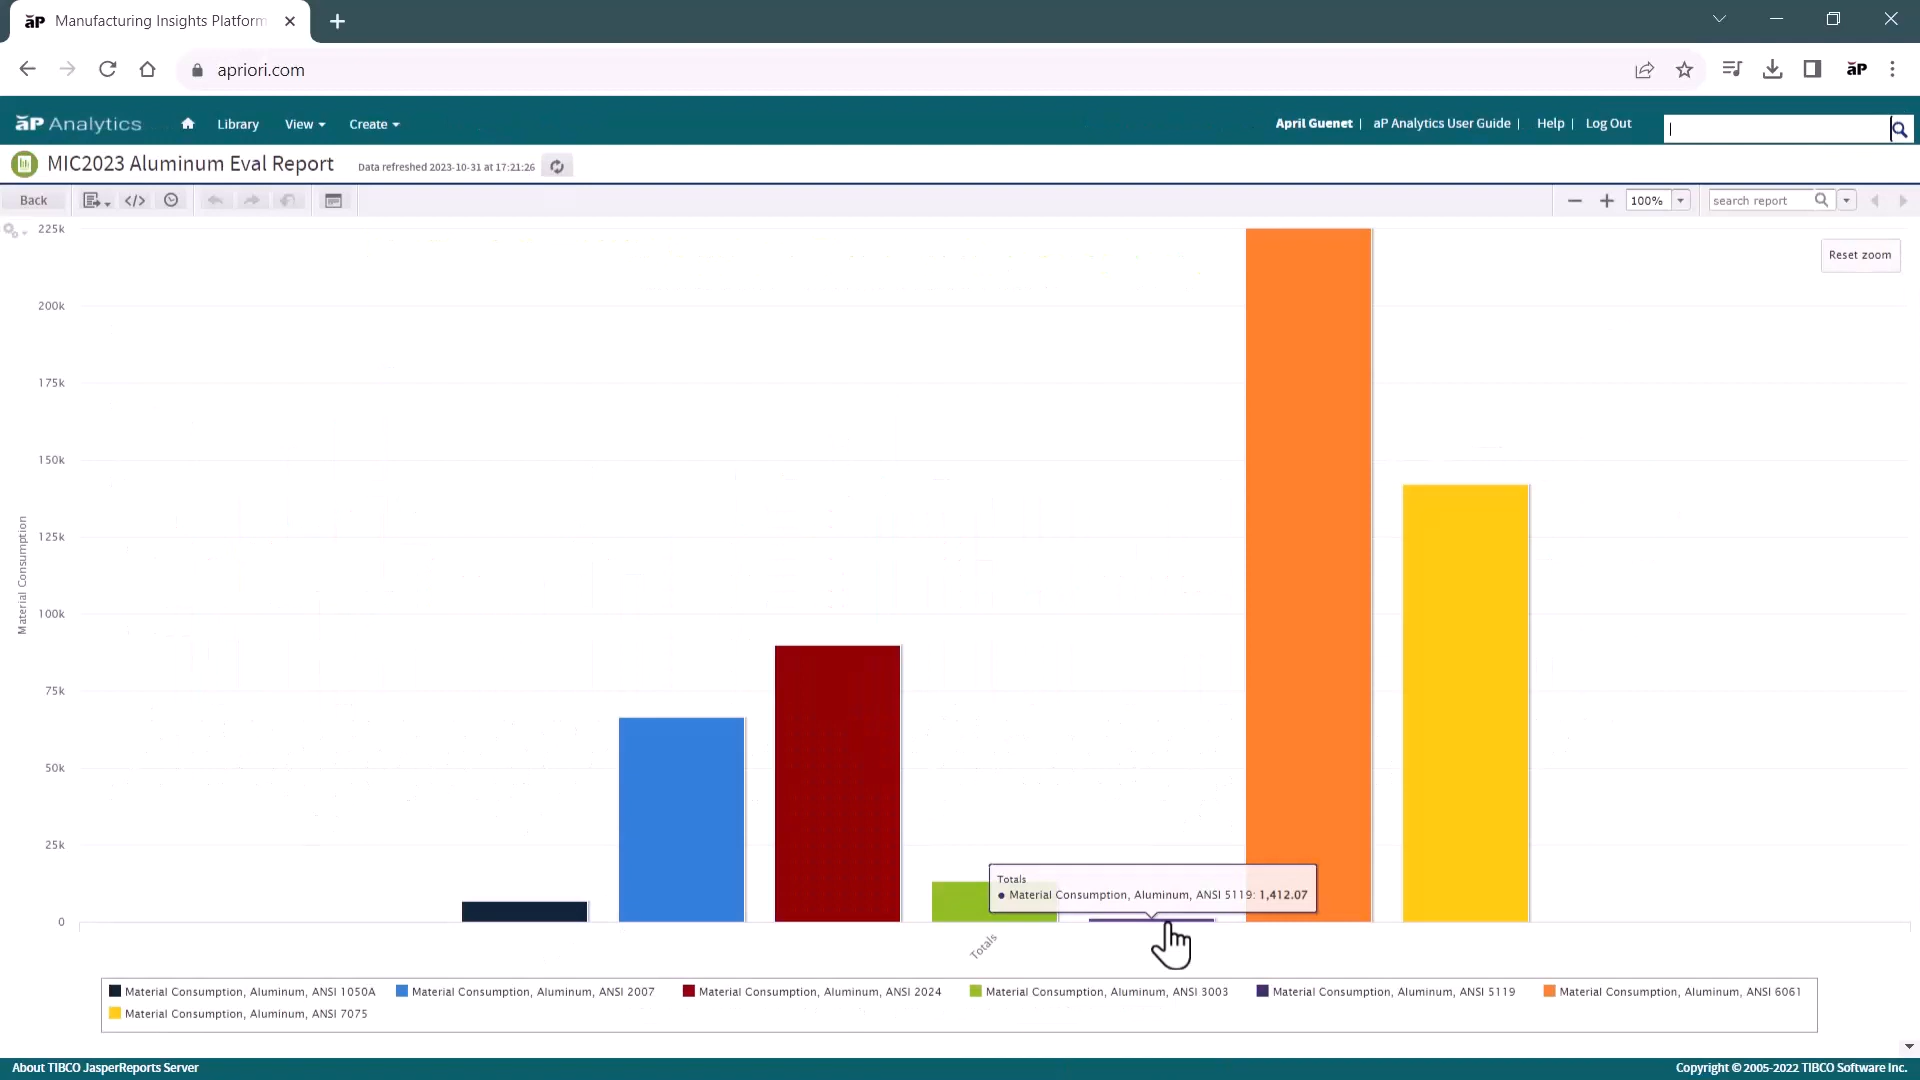 aP Manufacturing Insights Platform
apriori.com
aP
aP Analytics Library View Create April Guenet | aP Analytics User Guide | Help | Log Out
MIC2023 Aluminum Eval Report Data refreshed 2023-10-31 at 17:21:26
Back </> 100% search report
Reset zoom
225k
200k
175k
150k
125k
100k
75k
50k
25k
0
Material Consumption
Totals
Material Consumption, Aluminum, ANSI 5119: 1,412.07
Totals
Material Consumption, Aluminum, ANSI 1050A Material Consumption, Aluminum, ANSI 2007 Material Consumption, Aluminum, ANSI 2024 Material Consumption, Aluminum, ANSI 3003 Material Consumption, Aluminum, ANSI 5119 Material Consumption, Aluminum, ANSI 6061
Material Consumption, Aluminum, ANSI 7075
About TIBCO JasperReports Server Copyright © 2005-2022 TIBCO Software Inc.